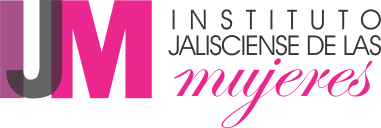 IJM
INSTITUTO
JALISCIENSE DE LAS
mujeres